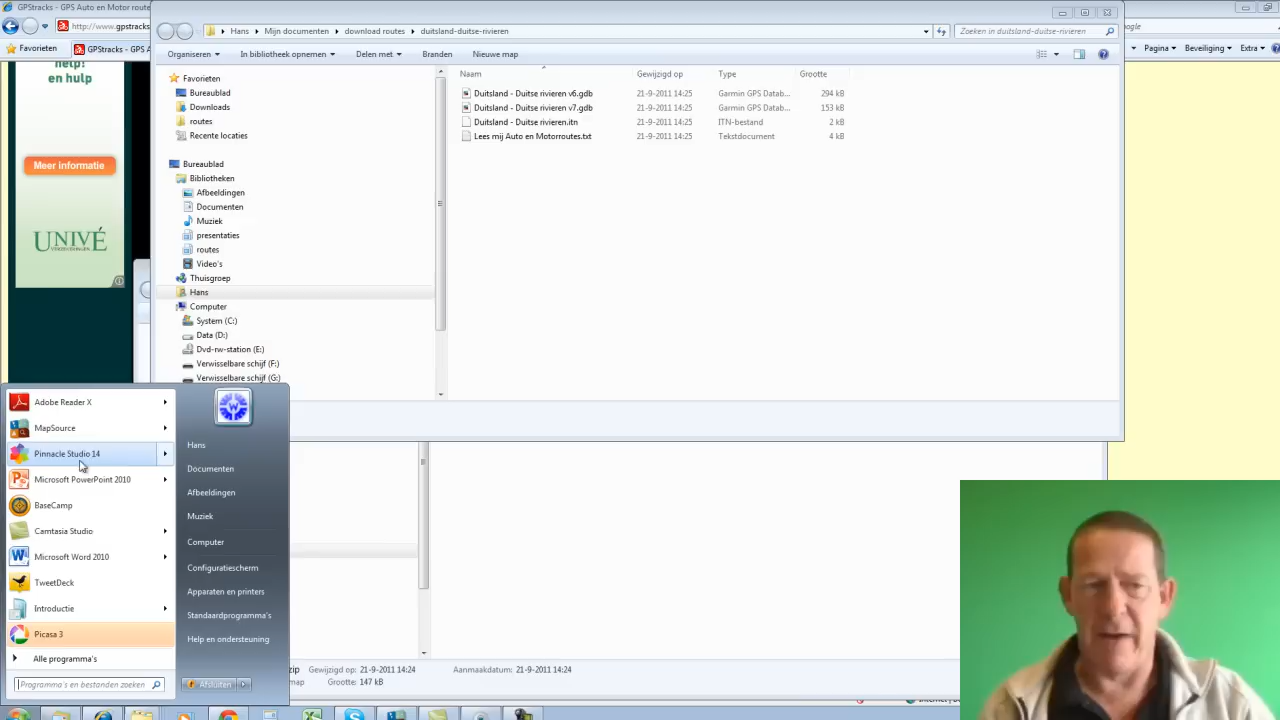 GPStracks - GPS Auto en Motor route
http://www.gpstracks
Favorieten
GPStracks - GPS A
Pagina
Beveiliging
Extra
help!
en hulp
Meer informatie
UNIVÉ
VERZEKERINGEN
Hans
Mijn documenten
download routes
duitsland-duitse-rivieren
Zoeken in duitsland-duitse-rivieren
Organiseren
In bibliotheek opnemen
Delen met
Branden
Nieuwe map
Favorieten
Bureaublad
Downloads
routes
Recente locaties
Bureaublad
Bibliotheken
Afbeeldingen
Documenten
Muziek
presentaties
routes
Video's
Thuisgroep
Hans
Computer
System (C:)
Data (D:)
Dvd-rw-station (E:)
Verwisselbare schijf (F:)
Verwisselbare schijf (G:)
Naam Gewijzigd op Type Grootte
Duitsland - Duitse rivieren v6.gdb 21-9-2011 14:25 Garmin GPS Datab... 294 kB
Duitsland - Duitse rivieren v7.gdb 21-9-2011 14:25 Garmin GPS Datab... 153 kB
Duitsland - Duitse rivieren.itn 21-9-2011 14:25 ITN-bestand 2 kB
Lees mij Auto en Motorroutes.txt 21-9-2011 14:25 Tekstdocument 4 kB
Adobe Reader X
MapSource
Pinnacle Studio 14
Microsoft PowerPoint 2010
BaseCamp
Camtasia Studio
Microsoft Word 2010
TweetDeck
Introductie
Picasa 3
Alle programma's
Programma's en bestanden zoeken
Hans
Documenten
Afbeeldingen
Muziek
Computer
Configuratiescherm
Apparaten en printers
Standaardprogramma's
Help en ondersteuning
Afsluiten
zip Gewijzigd op: 21-9-2011 14:24 Aanmaakdatum: 21-9-2011 14:24
map Grootte: 147 kB